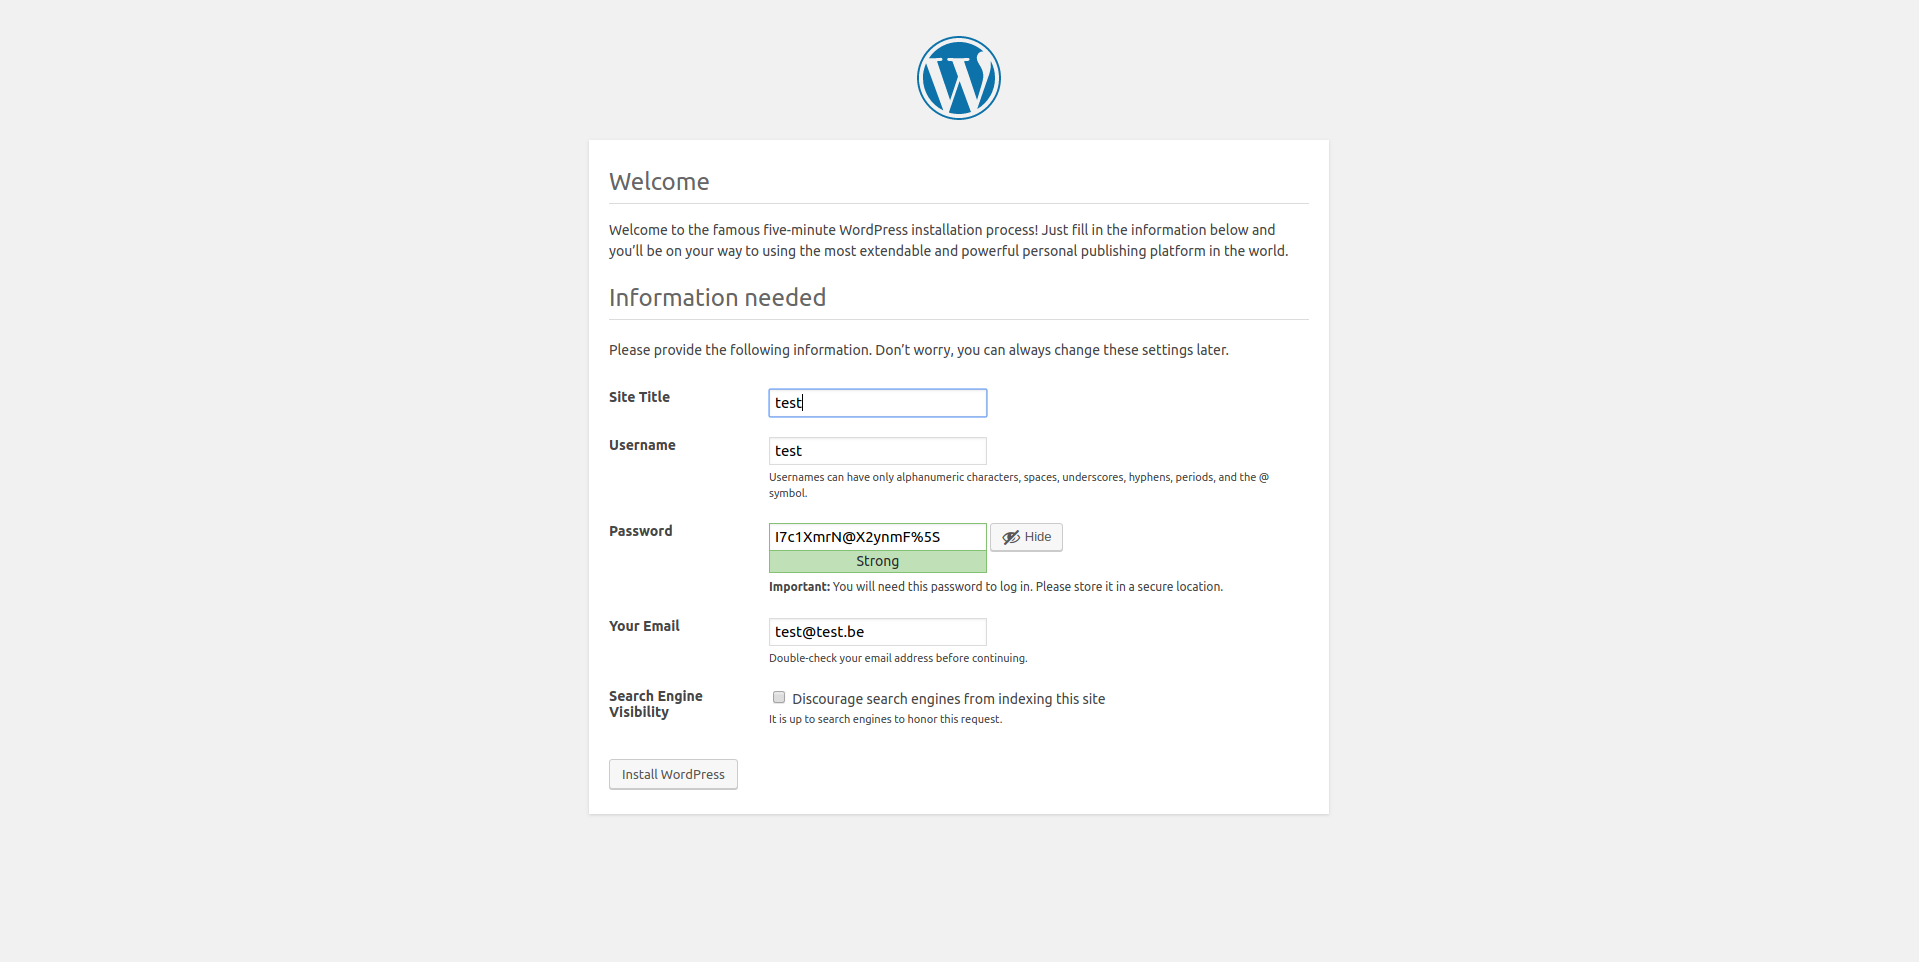 Welcome
Welcome to the famous five-minute WordPress installation process! Just fill in the information below and
you’ll be on your way to using the most extendable and powerful personal publishing platform in the world.
Information needed
Please provide the following information. Don’t worry, you can always change these settings later.
Site Title
test
Username
test
Usernames can have only alphanumeric characters, spaces, underscores, hyphens, periods, and the @
symbol.
Password
I7c1XmrN@X2ynmF%5S
Hide
Strong
Important: You will need this password to log in. Please store it in a secure location.
Your Email
test@test.be
Double-check your email address before continuing.
Search Engine
Visibility
Discourage search engines from indexing this site
It is up to search engines to honor this request.
Install WordPress